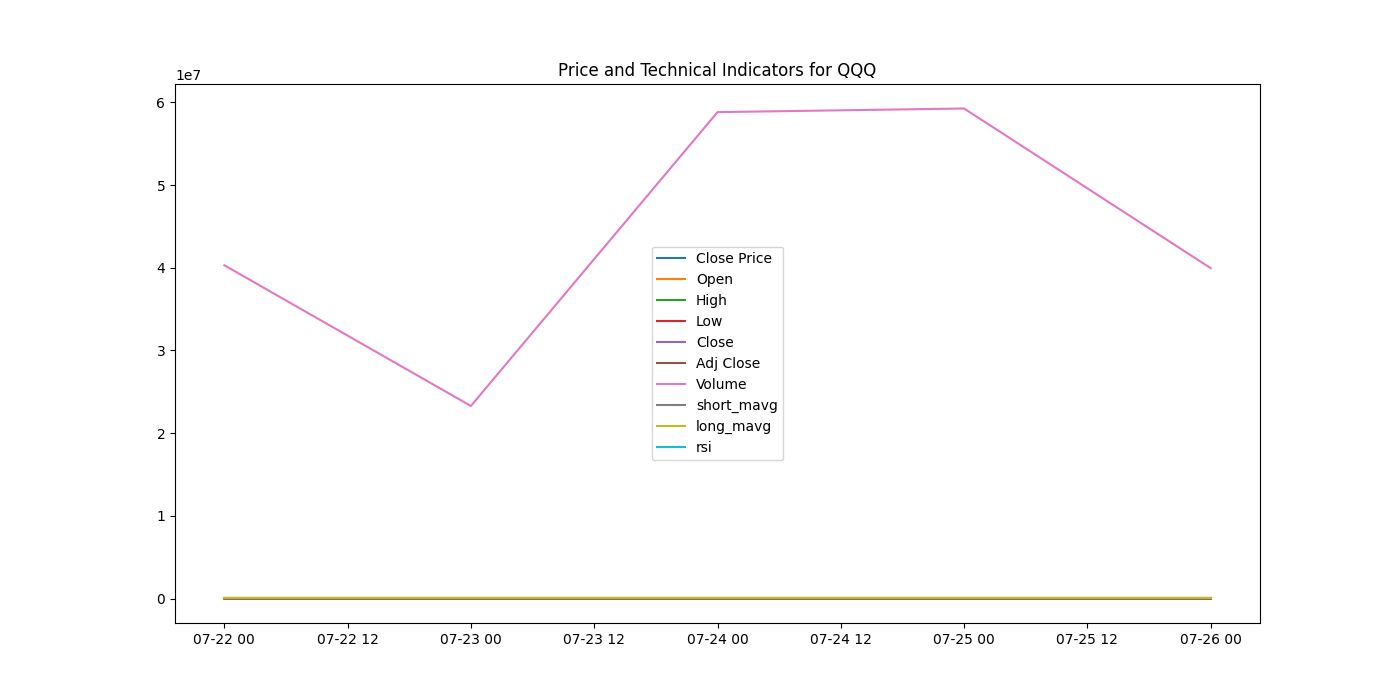 Price and Technical Indicators for QQQ
1e7
6
5
4
3
2
1
0
Close Price
Open
High
Low
Close
Adj Close
Volume
short_mavg
long_mavg
rsi
07-22 00 07-22 12 07-23 00 07-23 12 07-24 00 07-24 12 07-25 00 07-25 12 07-26 00